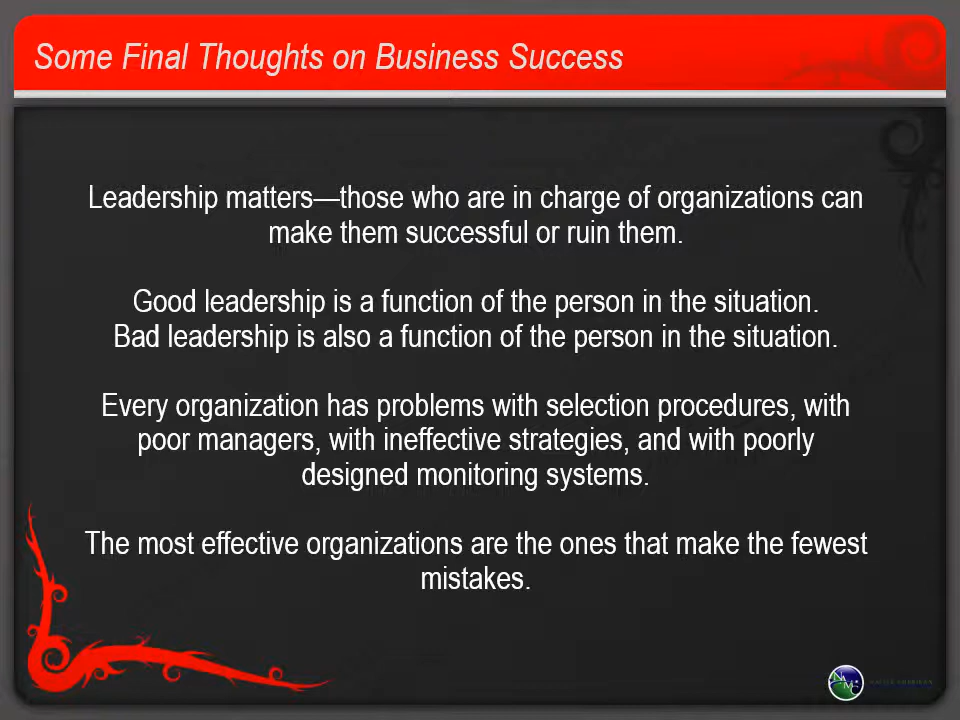 Some Final Thoughts on Business Success
Leadership matters—those who are in charge of organizations can
make them successful or ruin them.
Good leadership is a function of the person in the situation.
Bad leadership is also a function of the person in the situation.
Every organization has problems with selection procedures, with
poor managers, with ineffective strategies, and with poorly
designed monitoring systems.
The most effective organizations are the ones that make the fewest
mistakes.